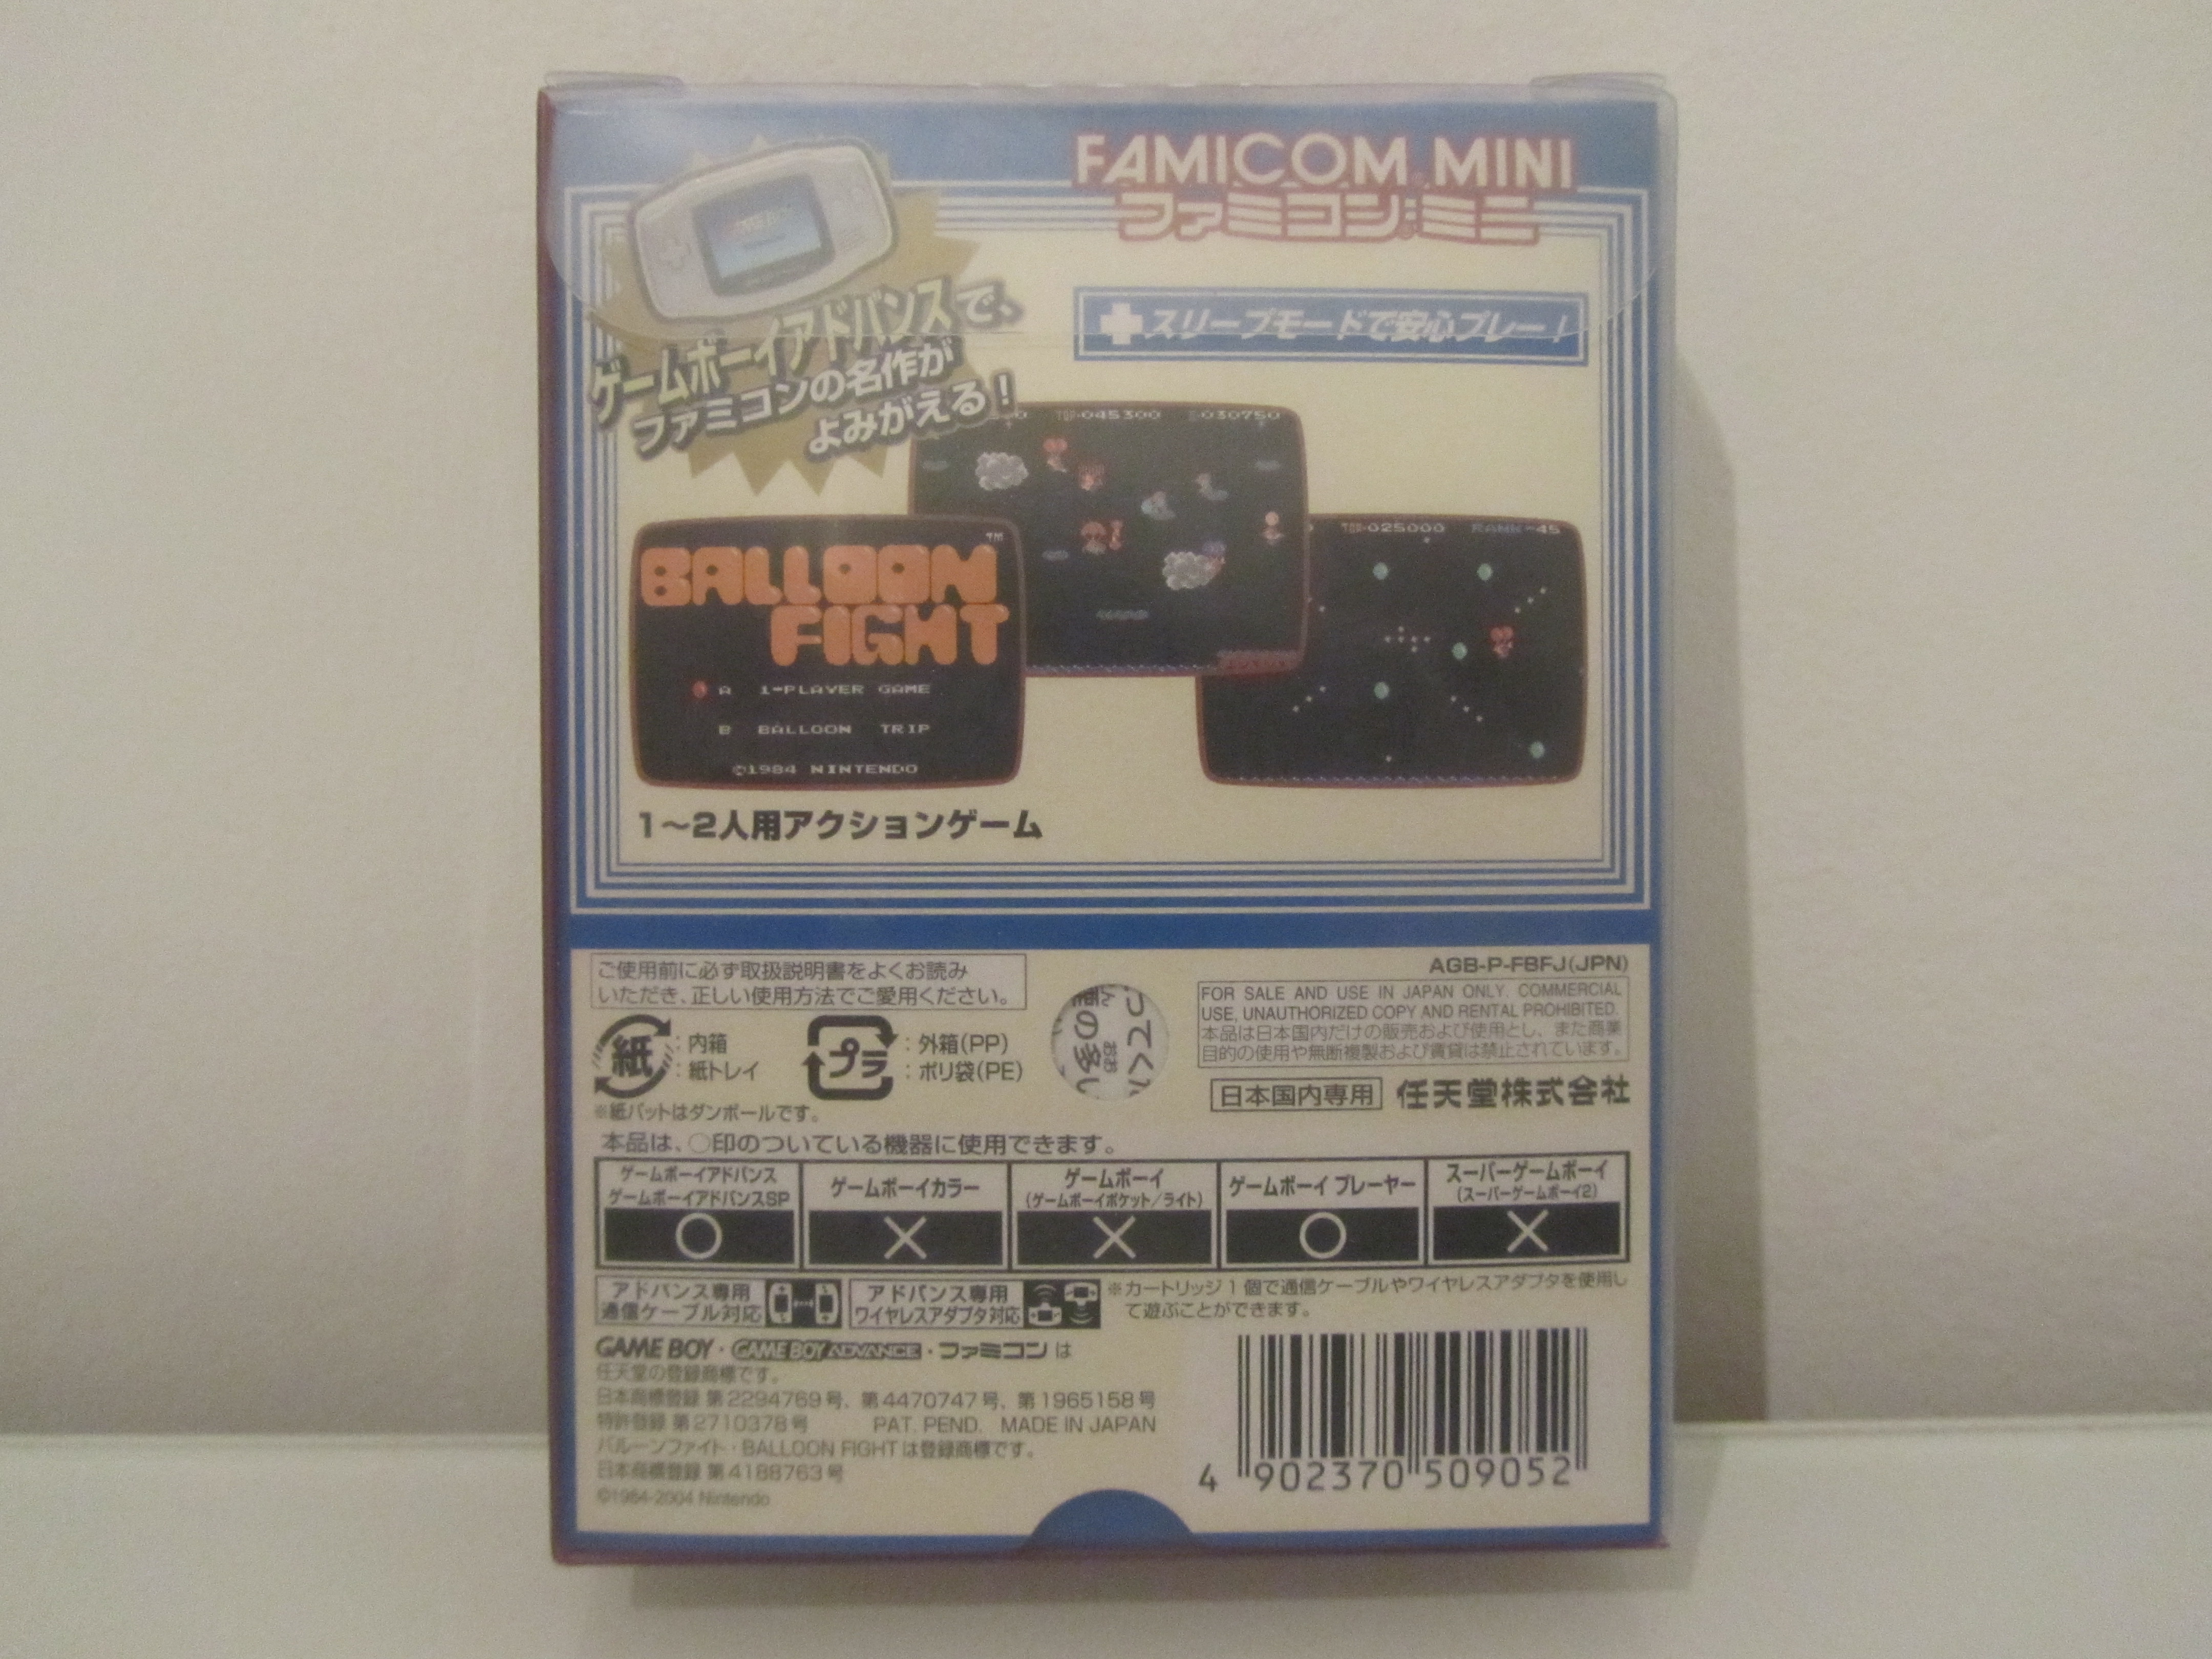 FAMICOM MINI
ファミコンミニ
ゲームボーイアドバンスで、
ファミコンの名作が
よみがえる!
スリープモードで安心プレー!
TOP-045300
030750
TOP-025000 RANK-45
BALLOON
FIGHT
TM
A 1-PLAYER GAME
B BALLOON TRIP
©1984 NINTENDO
1〜2人用アクションゲーム
ご使用前に必ず取扱説明書をよくお読み
いただき、正しい使用方法でご愛用ください。
紙:内箱
:紙トレイ
プラ:外箱(PP)
:ポリ袋(PE)
※紙パットはダンボールです。
AGB-P-FBFJ(JPN)
FOR SALE AND USE IN JAPAN ONLY. COMMERCIAL
USE, UNAUTHORIZED COPY AND RENTAL PROHIBITED.
本品は日本国内だけの販売および使用とし、また商業
目的の使用や無断複製および賃貸は禁止されています。
日本国内専用 任天堂株式会社
本品は、○印のついている機器に使用できます。
ゲームボーイアドバンス
ゲームボーイアドバンスSP
○
ゲームボーイカラー
×
ゲームボーイ
(ゲームボーイポケット/ライト)
×
ゲームボーイ プレーヤー
○
スーパーゲームボーイ
(スーパーゲームボーイ2)
×
アドバンス専用
通信ケーブル対応
アドバンス専用
ワイヤレスアダプタ対応
※カートリッジ1個で通信ケーブルやワイヤレスアダプタを使用し
て遊ぶことができます。
GAME BOY・GAME BOY ADVANCE・ファミコン は
任天堂の登録商標です。
日本商標登録 第2294769号、第4470747号、第1965158号
特許登録 第2710378号 PAT. PEND. MADE IN JAPAN
バルーンファイト・BALLOON FIGHTは登録商標です。
日本商標登録 第4188763号
©1984-2004 Nintendo
4 902370 509052